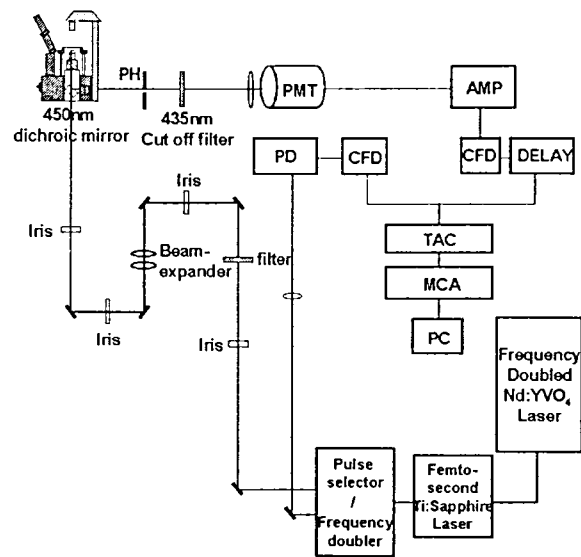 PH
PMT
AMP
450nm
dichroic mirror
435nm
Cut off filter
PD
CFD
CFD
DELAY
Iris
Iris
Beam-
expander
filter
TAC
MCA
PC
Iris
Iris
Frequency
Doubled
Nd:YVO4
Laser
Pulse
selector
/
Frequency
doubler
Femto-
second
Ti:Sapphire
Laser